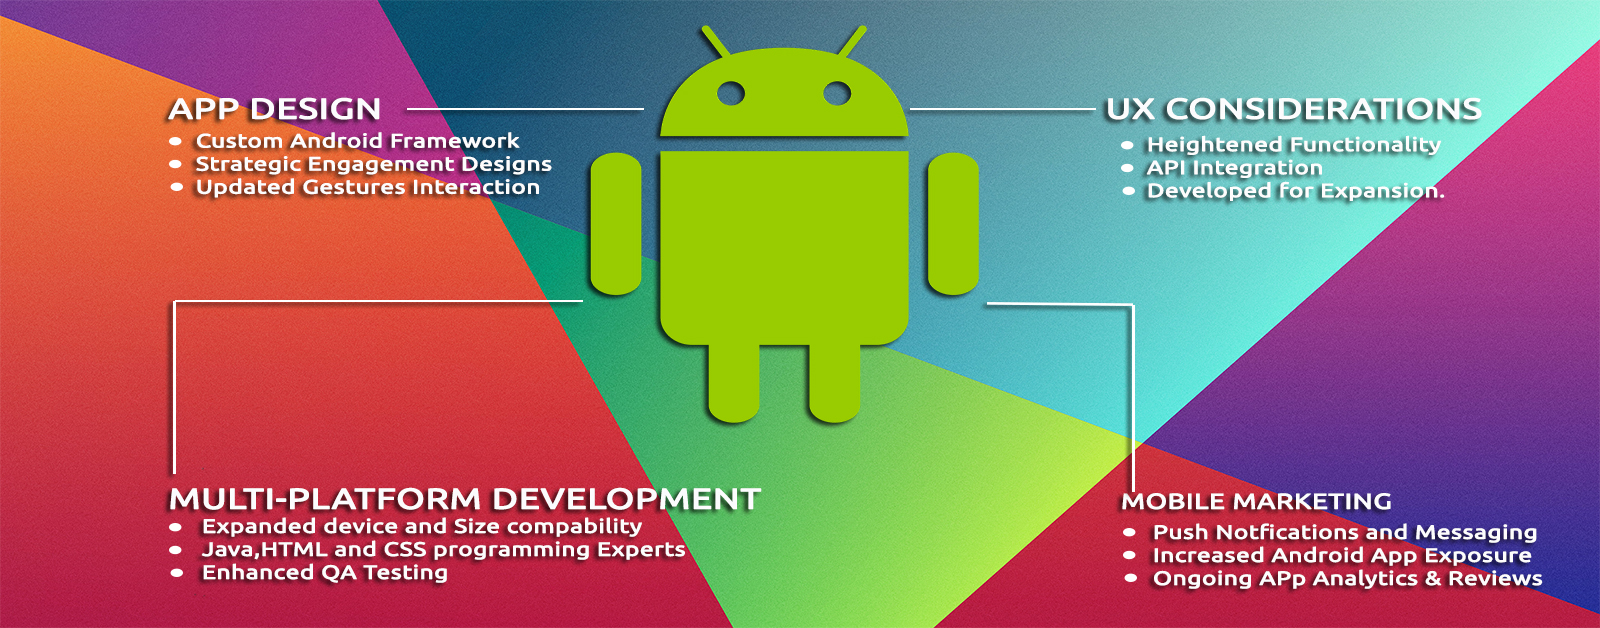 APP DESIGN
• Custom Android Framework
• Strategic Engagement Designs
• Updated Gestures Interaction
UX CONSIDERATIONS
• Heightened Functionality
• API Integration
• Developed for Expansion.
MULTI-PLATFORM DEVELOPMENT
• Expanded device and Size compability
• Java,HTML and CSS programming Experts
• Enhanced QA Testing
MOBILE MARKETING
• Push Notfications and Messaging
• Increased Android App Exposure
• Ongoing APp Analytics & Reviews